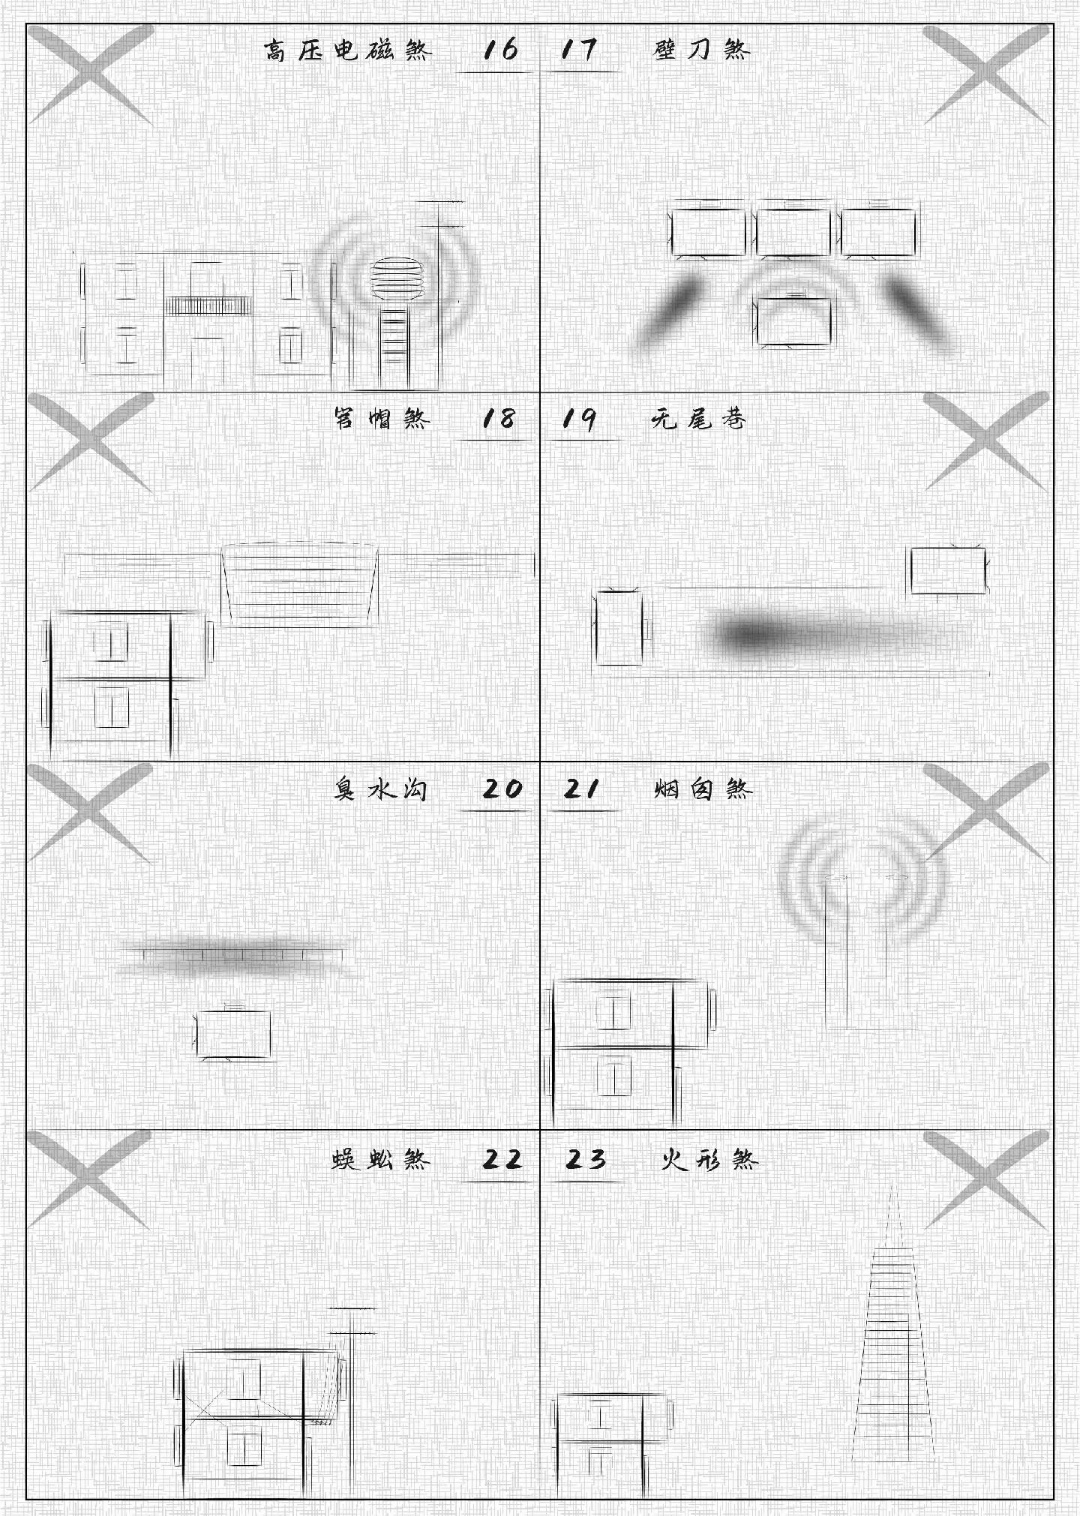 高压电磁煞 16
17 壁刀煞
官帽煞 18
19 无尾巷
臭水沟 20
21 烟囱煞
蜈蚣煞 22
23 火形煞